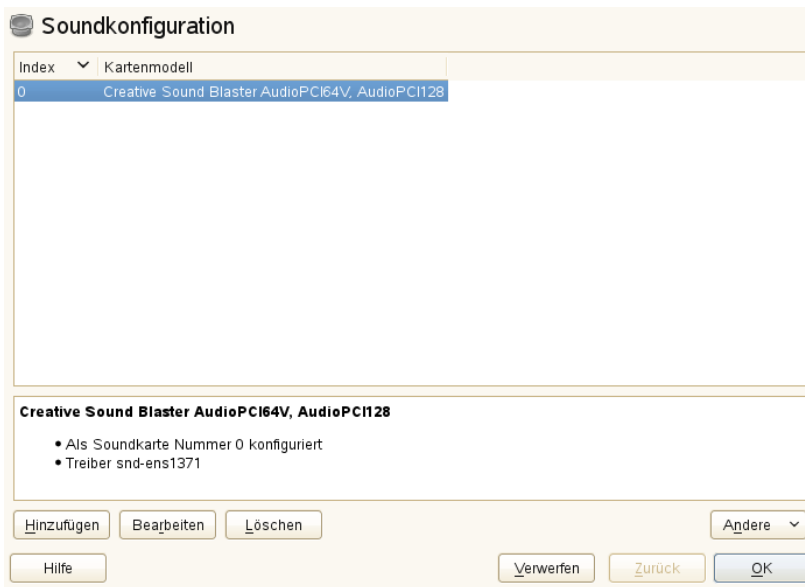 Soundkonfiguration
Index Kartenmodell
0 Creative Sound Blaster AudioPCI64V, AudioPCI128
Creative Sound Blaster AudioPCI64V, AudioPCI128
• Als Soundkarte Nummer 0 konfiguriert
• Treiber snd-ens1371
Hinzufügen Bearbeiten Löschen Andere
Hilfe Verwerfen Zurück OK